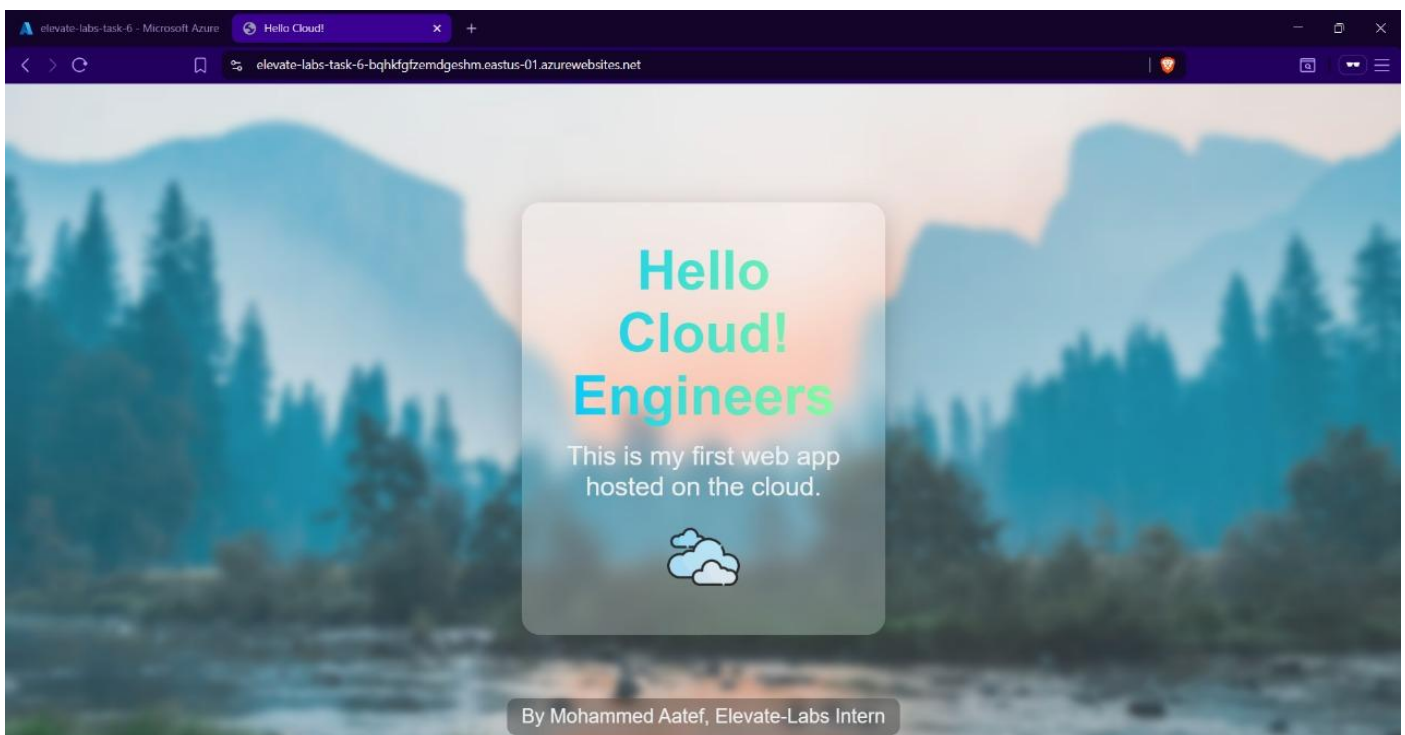 elevate-labs-task-6 - Microsoft Azure
Hello Cloud!
elevate-labs-task-6-bqhkfgfzemdgeshm.eastus-01.azurewebsites.net
Hello
Cloud!
Engineers
This is my first web app
hosted on the cloud.
By Mohammed Aatef, Elevate-Labs Intern